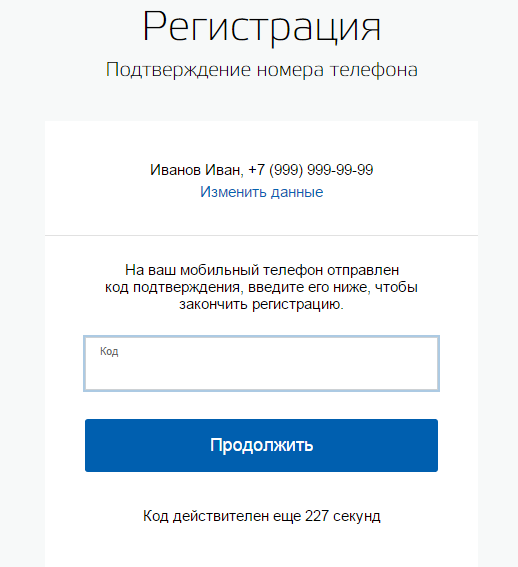 Регистрация
Подтверждение номера телефона
Иванов Иван, +7 (999) 999-99-99
Изменить данные
На ваш мобильный телефон отправлен
код подтверждения, введите его ниже, чтобы
закончить регистрацию.
Код
Продолжить
Код действителен еще 227 секунд